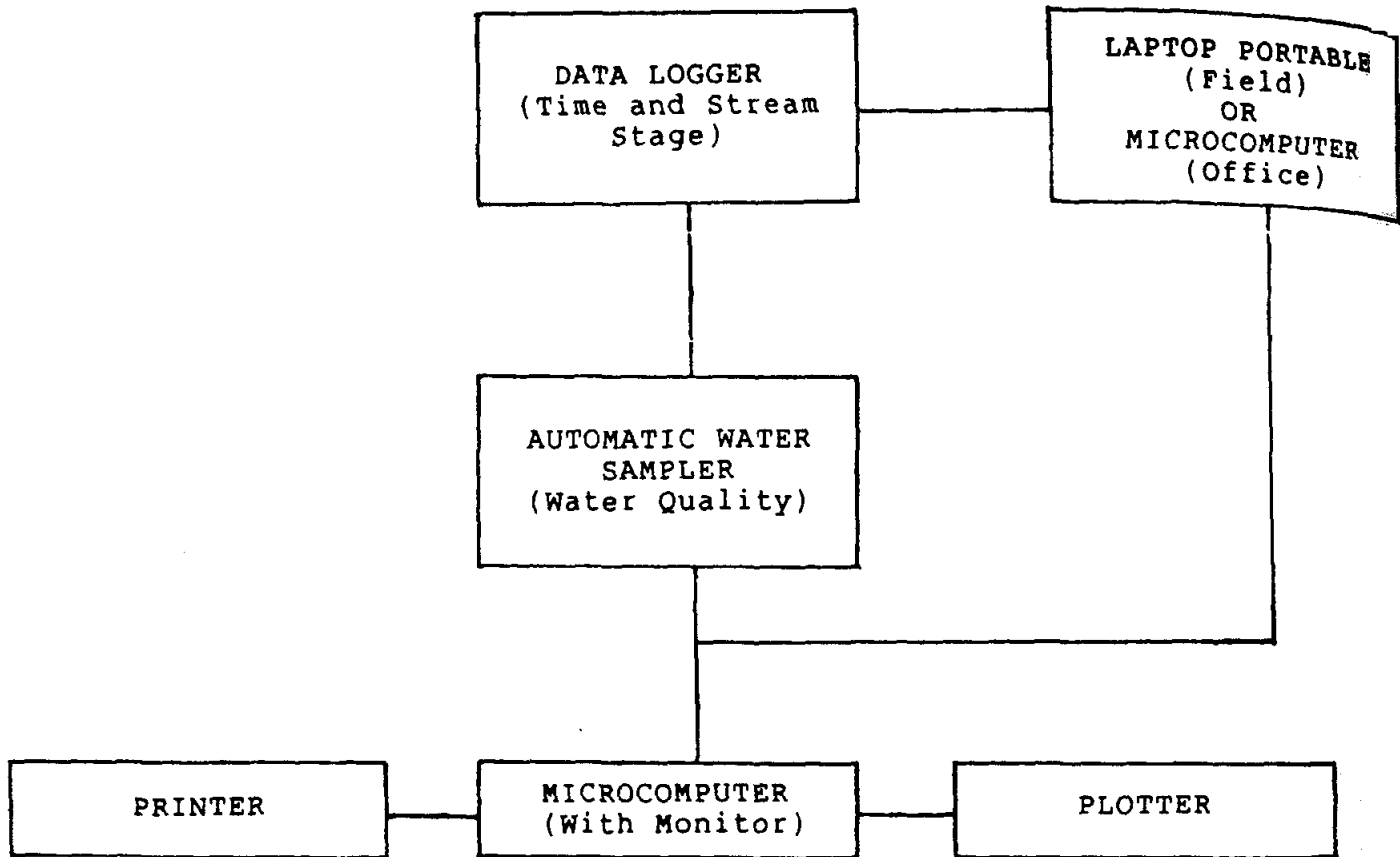 DATA LOGGER
(Time and Stream
Stage)
LAPTOP PORTABLE
(Field)
OR
MICROCOMPUTER
(Office)
AUTOMATIC WATER
SAMPLER
(Water Quality)
PRINTER
MICROCOMPUTER
(With Monitor)
PLOTTER